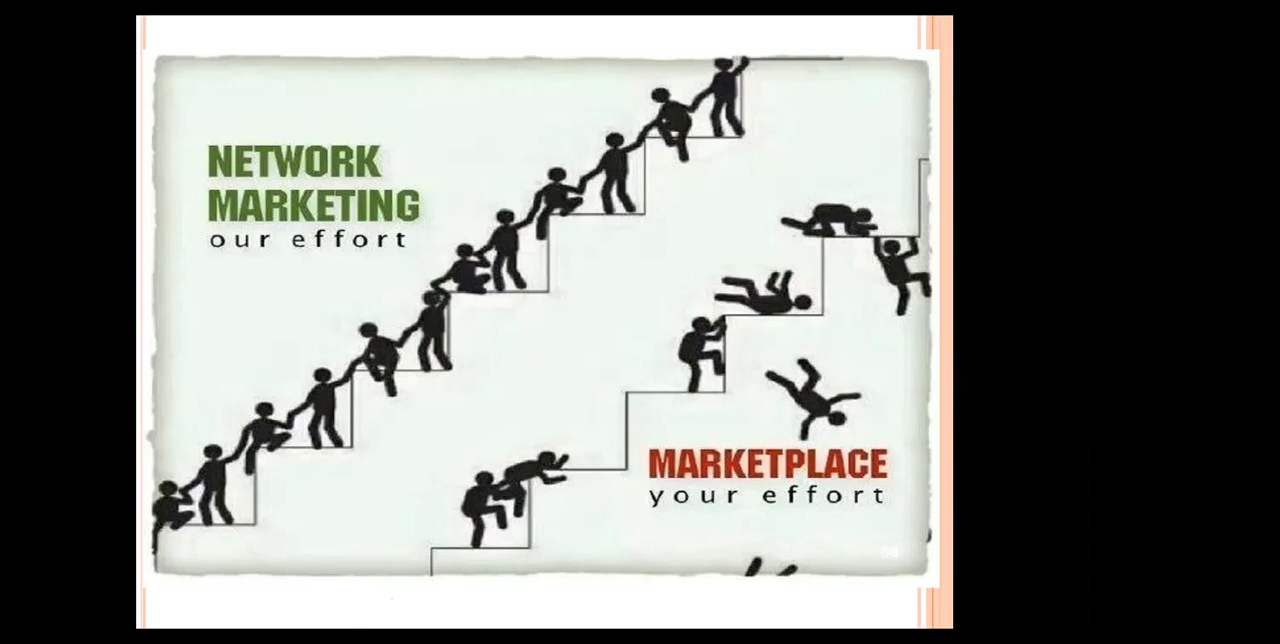 NETWORK
MARKETING
our effort
MARKETPLACE
your effort